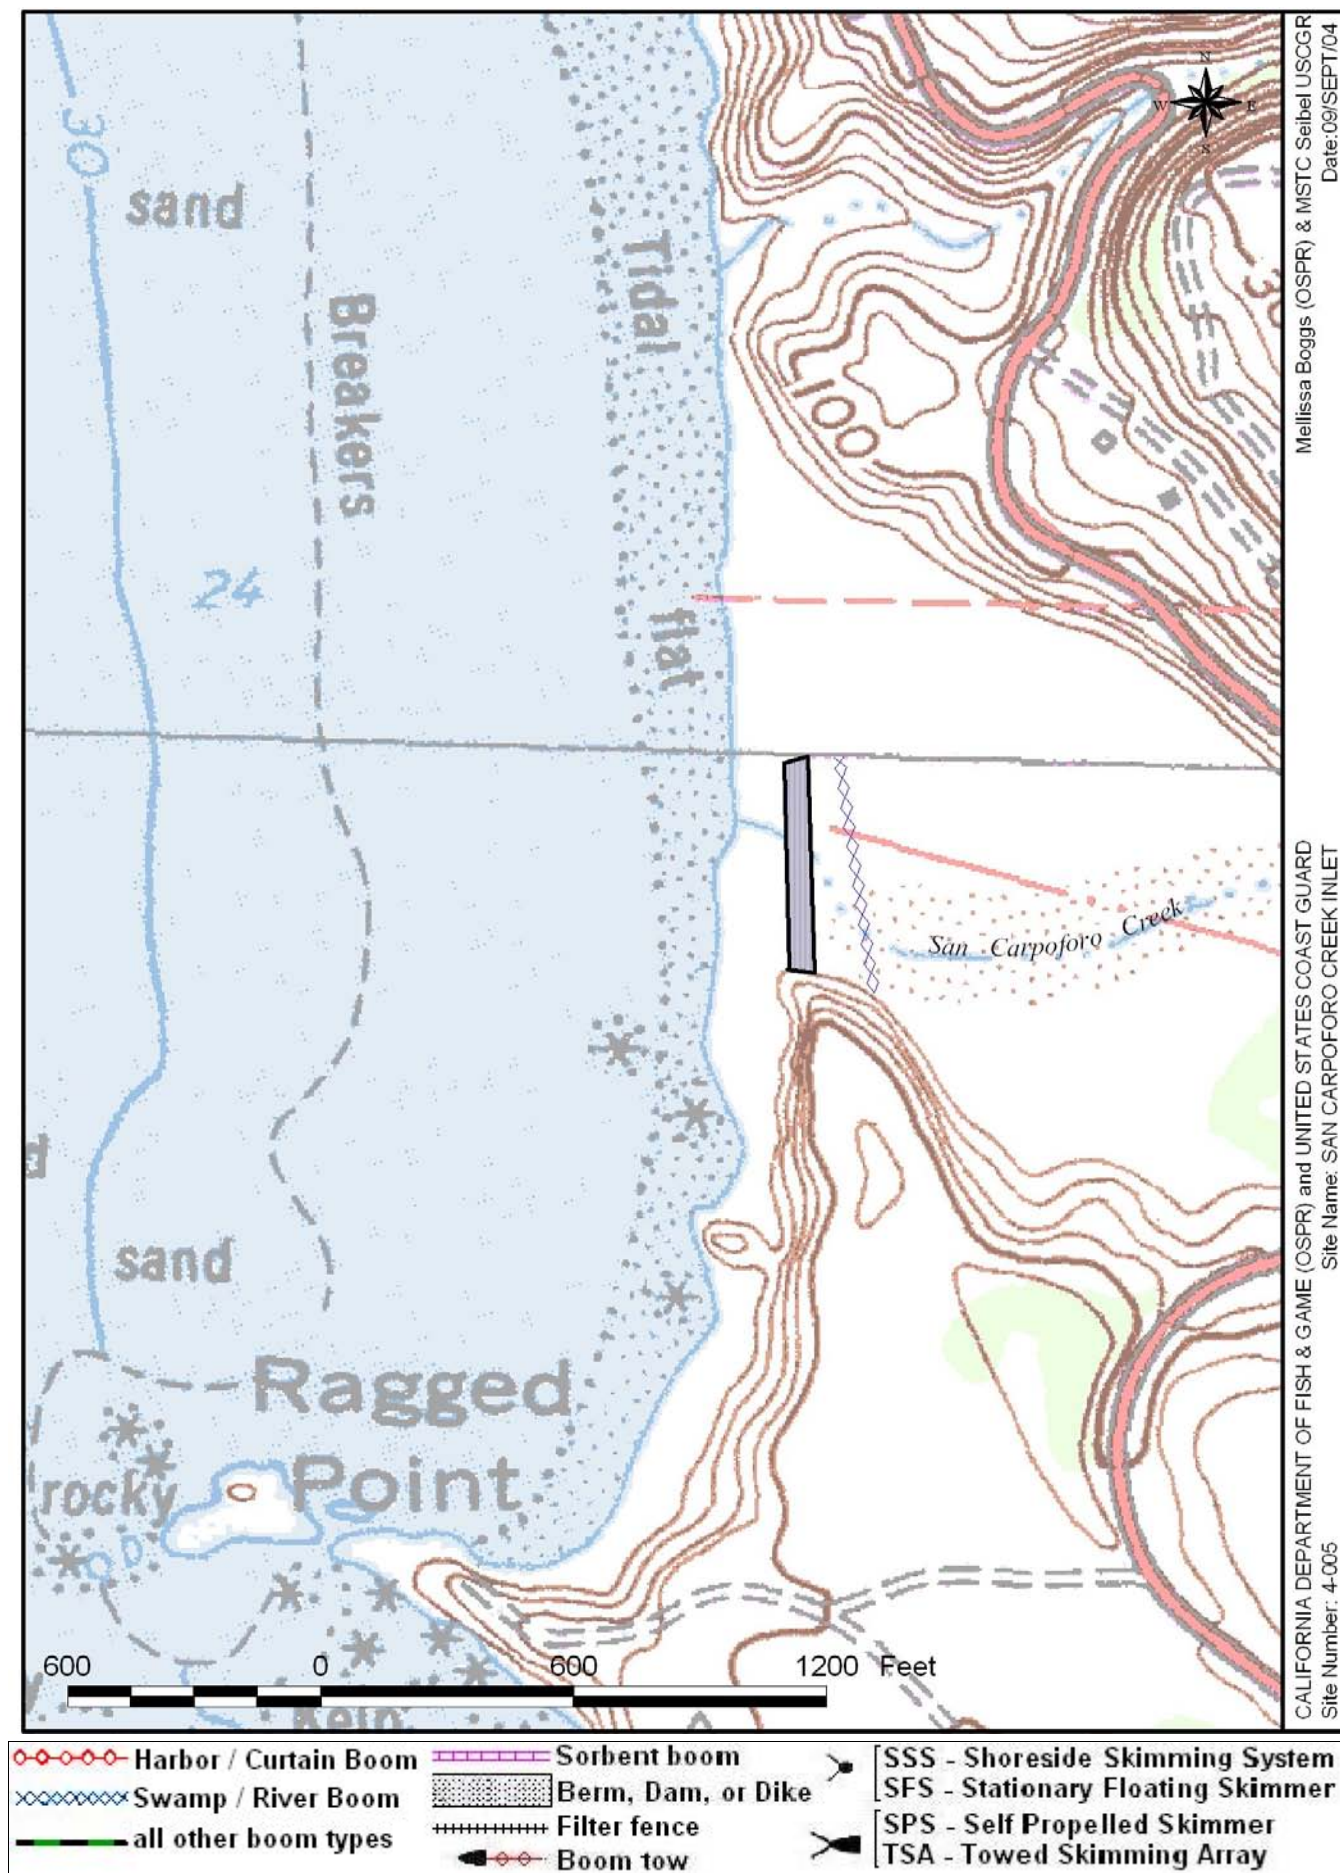 30
sand
Breakers
Tidal
flat
100
N
W
E
S
24
San Carpoforo Creek
sand
Ragged
Point
rocky
Kelp
600 0 600 1200 Feet
Mellissa Boggs (OSPR) & MSTC Seibel USCGR
Date:09/SEPT/04
CALIFORNIA DEPARTMENT OF FISH & GAME (OSPR) and UNITED STATES COAST GUARD
Site Name: SAN CARPOFORO CREEK INLET
Site Number: 4-005
Harbor / Curtain Boom
Swamp / River Boom
all other boom types
Sorbent boom
Berm, Dam, or Dike
Filter fence
Boom tow
SSS - Shoreside Skimming System
SFS - Stationary Floating Skimmer
SPS - Self Propelled Skimmer
TSA - Towed Skimming Array